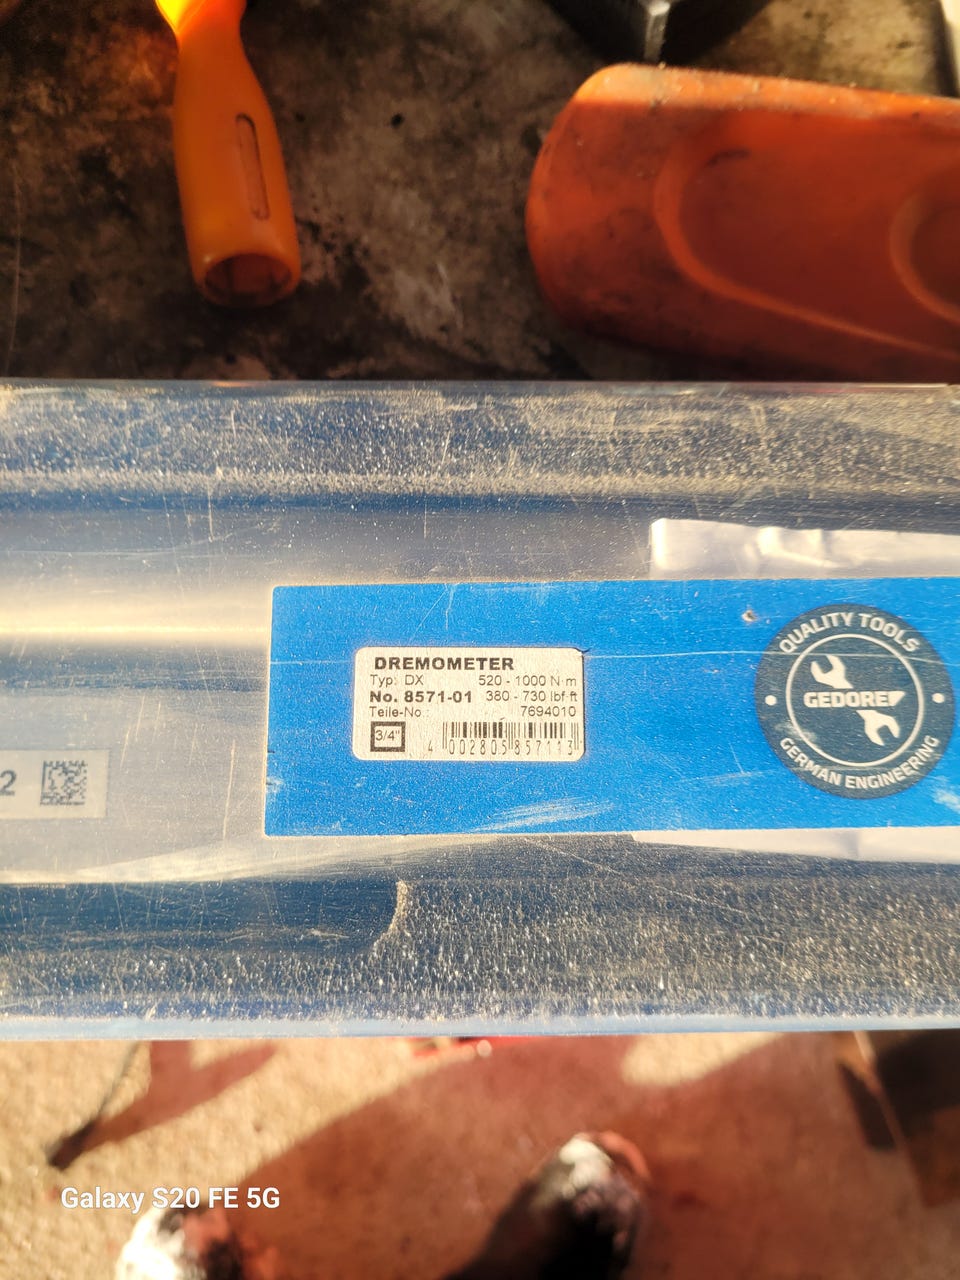 DREMOMETER
Typ: DX 520 - 1000 N·m
No. 8571-01 380 - 730 lbf·ft
Teile-No.: 7694010
3/4"
4 002805 857113
QUALITY TOOLS
GEDORE
GERMAN ENGINEERING
2
Galaxy S20 FE 5G